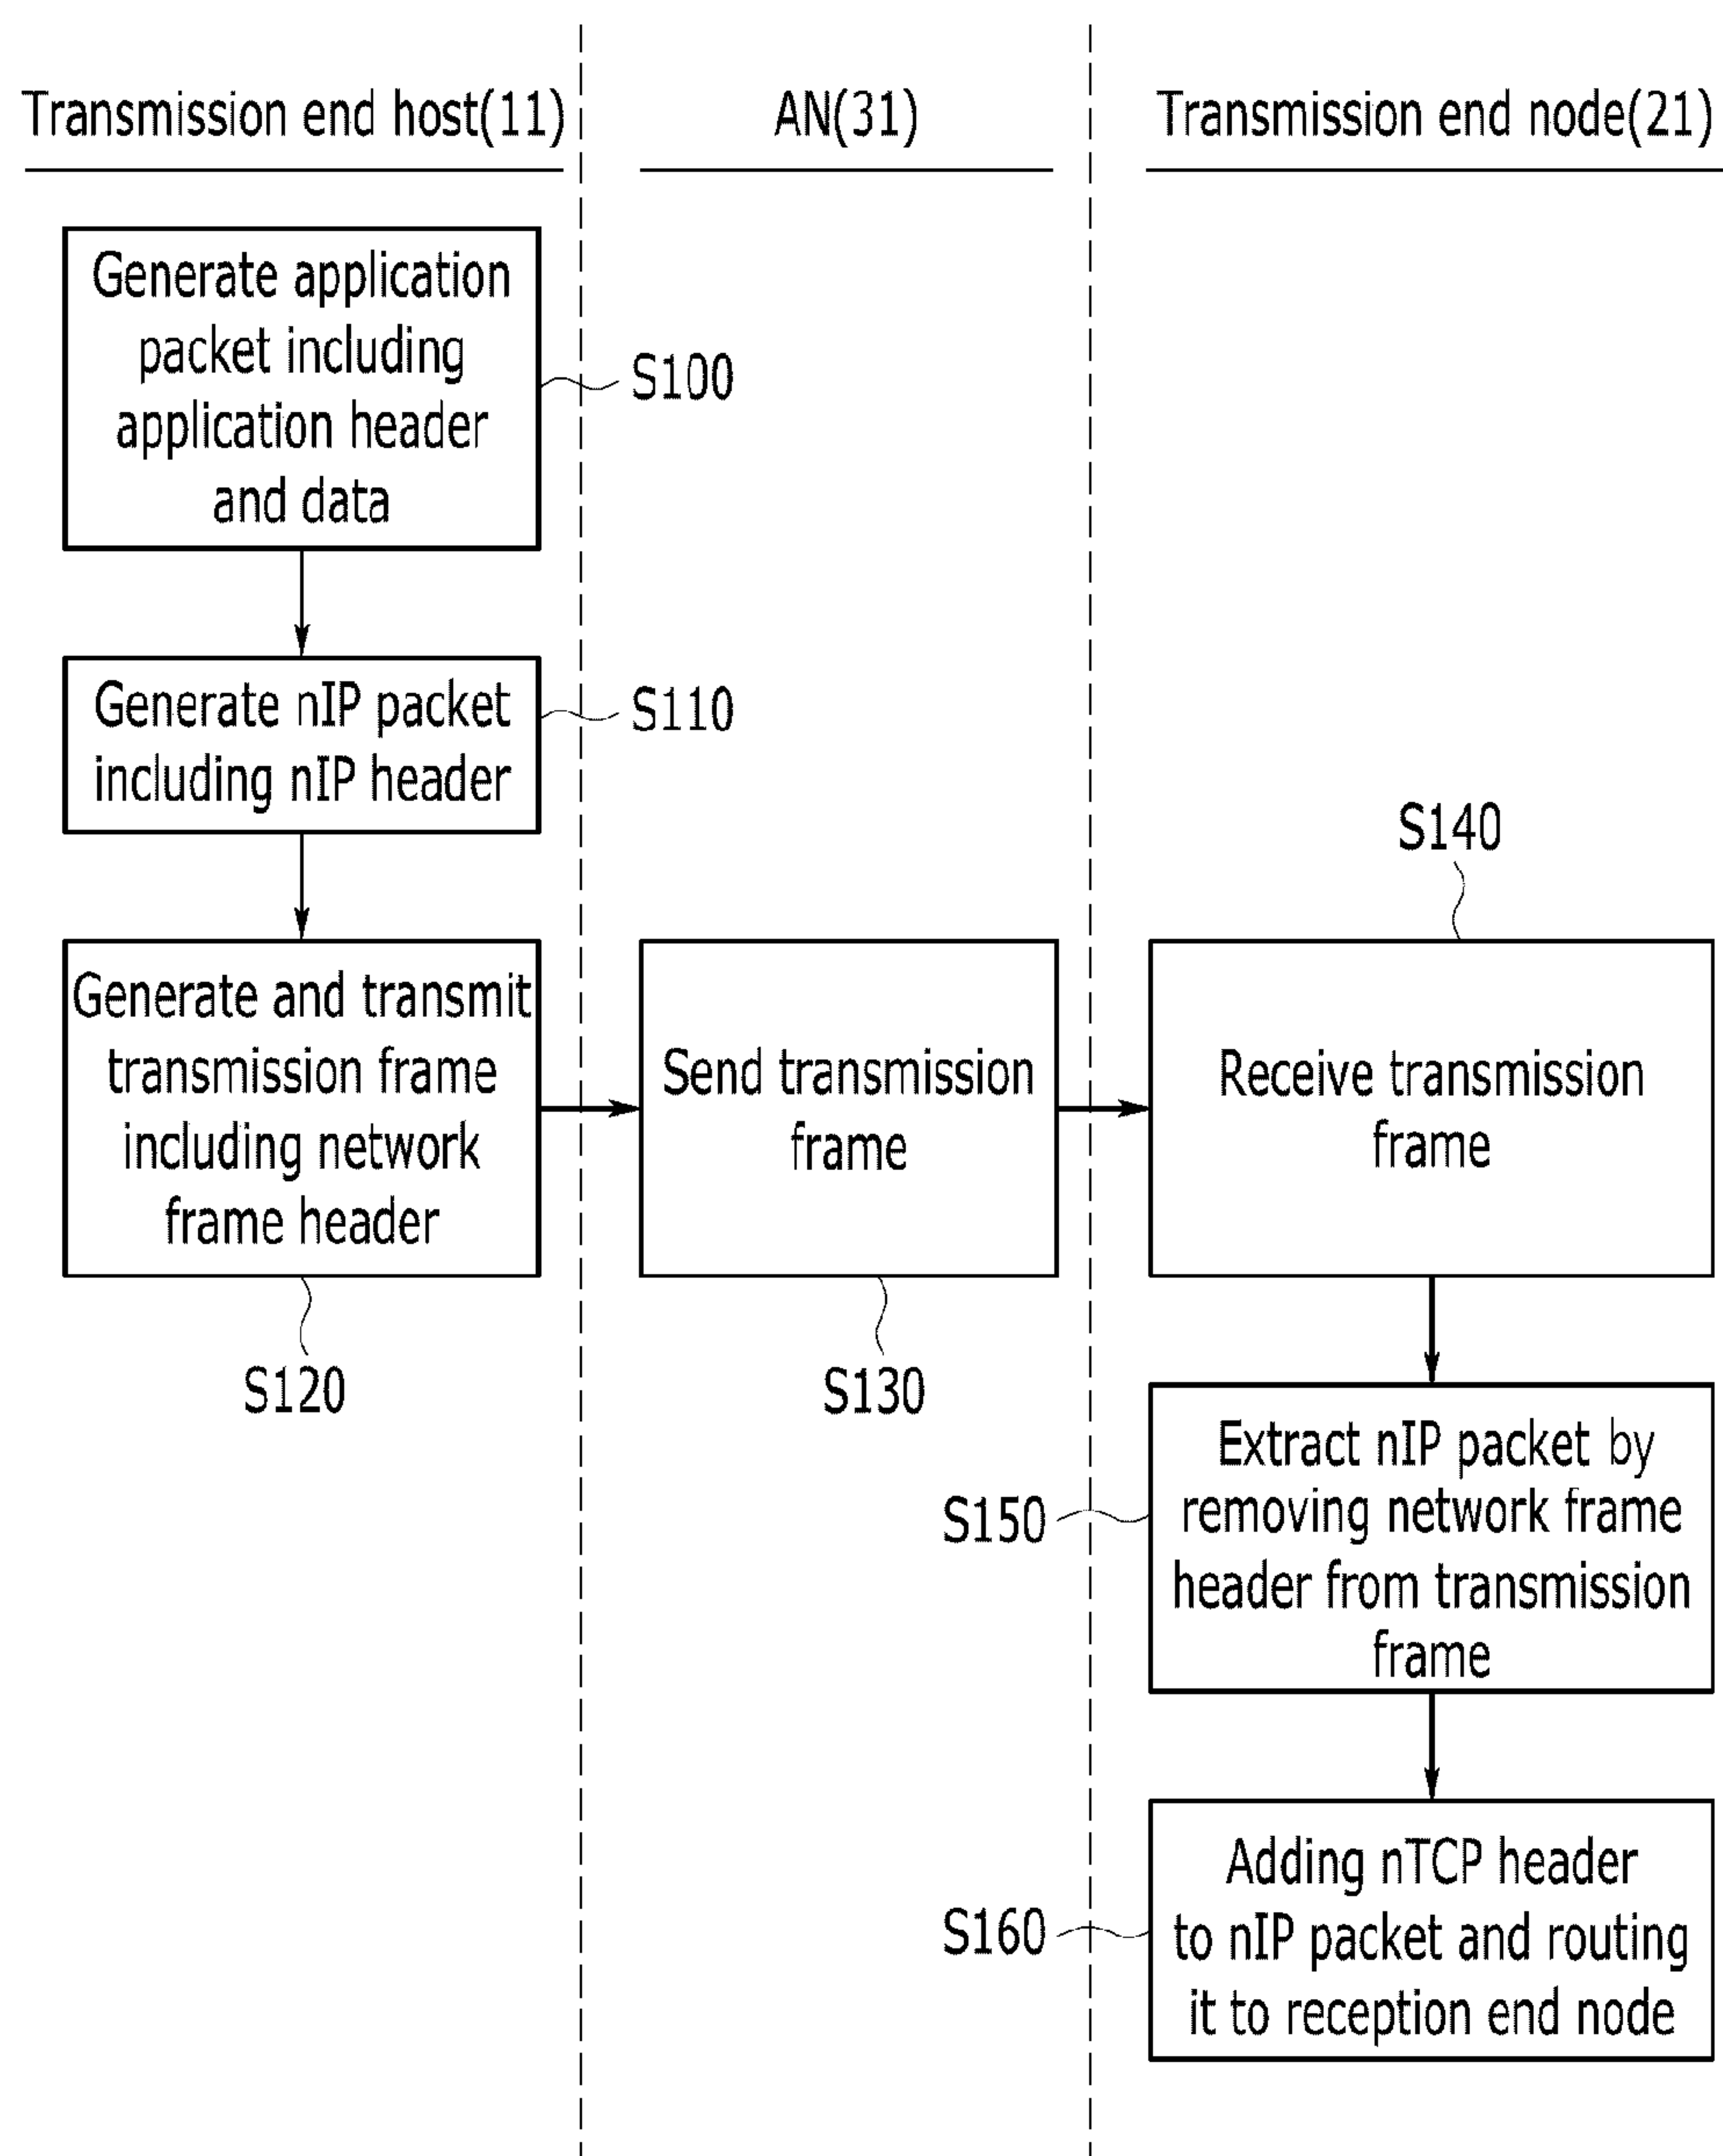 Transmission end host(11)
AN(31)
Transmission end node(21)
Generate application
packet including
application header
and data
S100
Generate nIP packet
including nIP header
S110
Generate and transmit
transmission frame
including network
frame header
S120
Send transmission
frame
S130
S140
Receive transmission
frame
Extract nIP packet by
removing network frame
header from transmission
frame
S150
Adding nTCP header
to nIP packet and routing
it to reception end node
S160